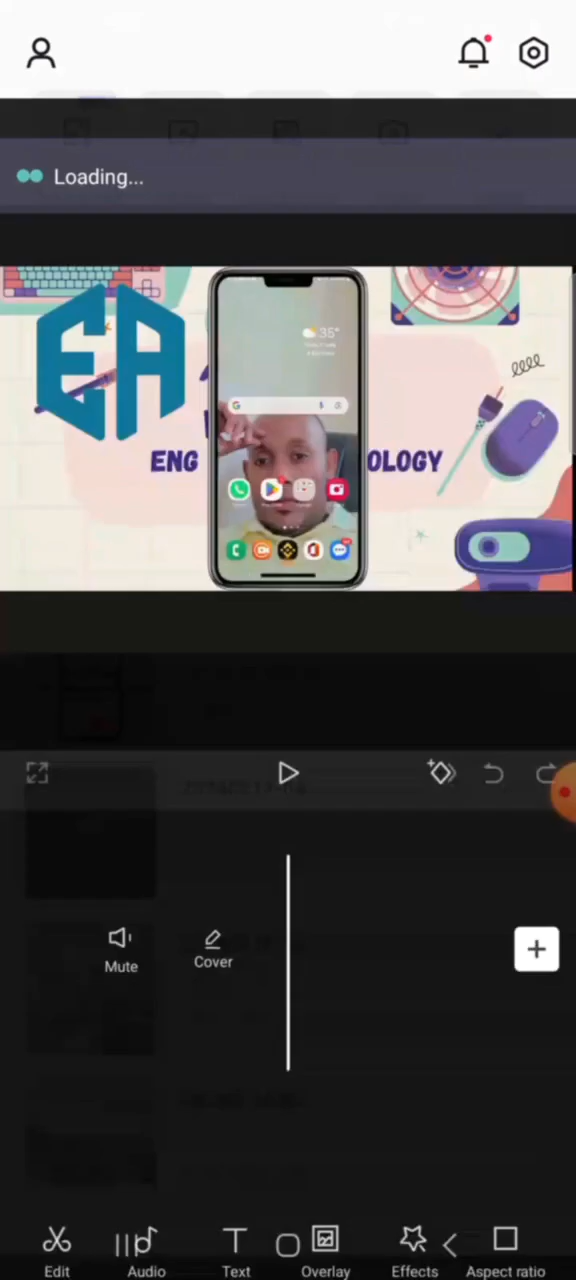 Loading...
EA
35°
G
ENG OLOGY
Mute
Cover
Edit
Audio
Text
Overlay
Effects
Aspect ratio